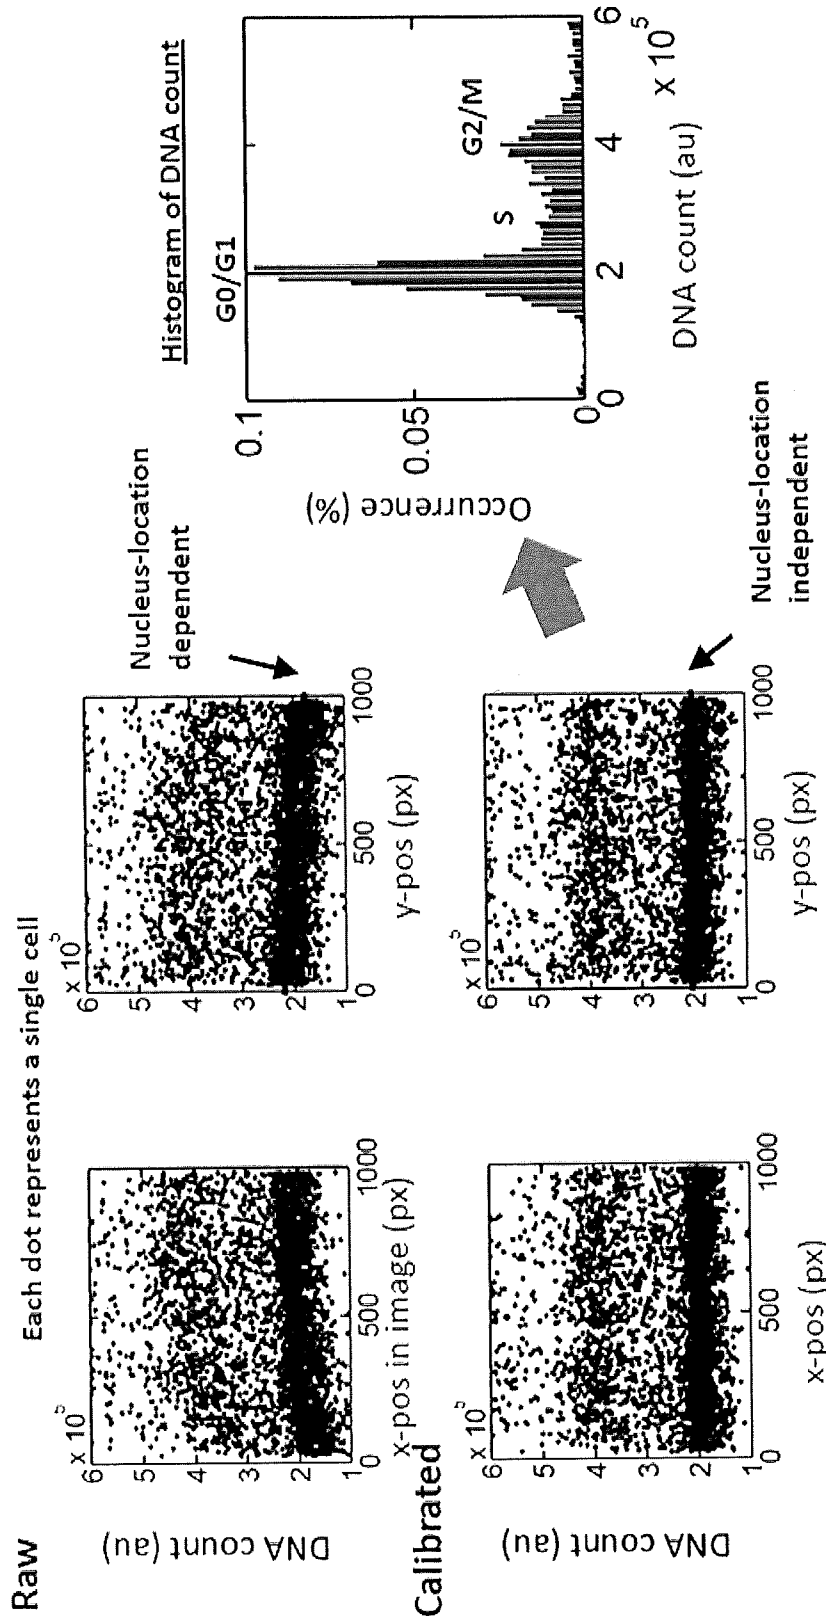 Raw
Each dot represents a single cell
DNA count (au)
x 10^5
6
5
4
3
2
1
0
500
1000
x-pos in image (px)
x 10^5
6
5
4
3
2
1
0
500
1000
y-pos (px)
Nucleus-location
dependent
Calibrated
DNA count (au)
x 10^5
6
5
4
3
2
1
0
500
1000
x-pos (px)
x 10^5
6
5
4
3
2
1
0
500
1000
y-pos (px)
Nucleus-location
independent
Histogram of DNA count
Occurrence (%)
0.1
0.05
0
G0/G1
S
G2/M
0
2
4
6
X 10^5
DNA count (au)